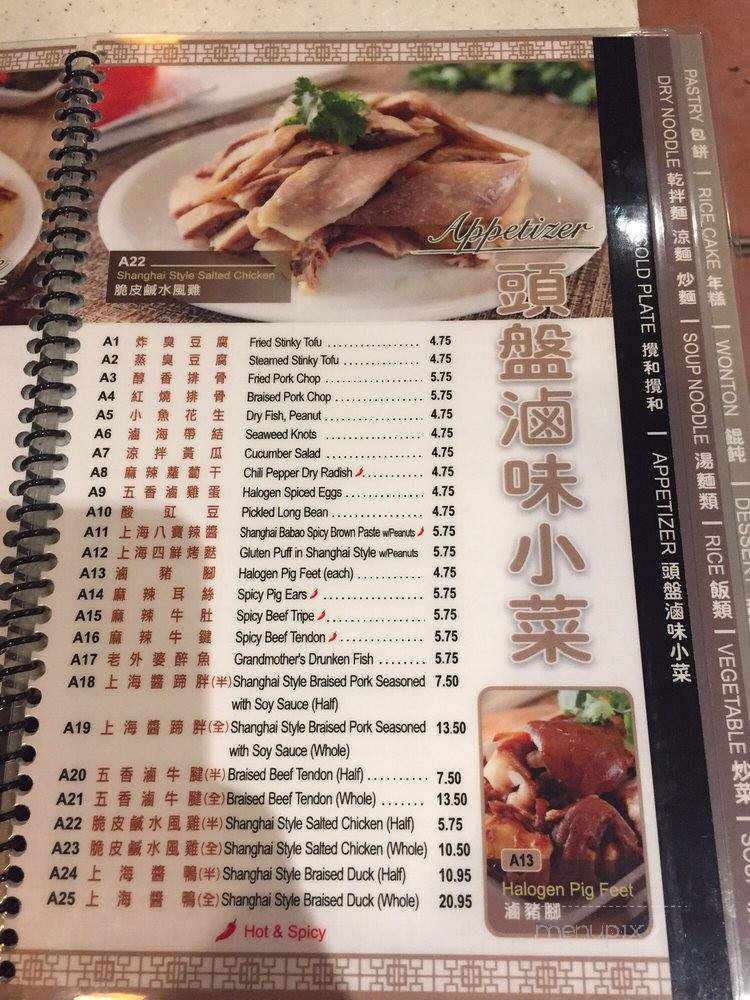 Appetizer
頭盤滷味小菜
A22
Shanghai Style Salted Chicken
脆皮鹹水風雞
A1 炸臭豆腐 Fried Stinky Tofu 4.75
A2 蒸臭豆腐 Steamed Stinky Tofu 4.75
A3 醇香排骨 Fried Pork Chop 5.75
A4 紅燒排骨 Braised Pork Chop 5.75
A5 小魚花生 Dry Fish, Peanut 4.75
A6 滷海帶結 Seaweed Knots 4.75
A7 涼拌黃瓜 Cucumber Salad 4.75
A8 麻辣蘿蔔干 Chili Pepper Dry Radish 4.75
A9 五香滷雞蛋 Halogen Spiced Eggs 4.75
A10 酸豇豆 Pickled Long Bean 4.75
A11 上海八寶辣醬 Shanghai Babao Spicy Brown Paste w/Peanuts 5.75
A12 上海四鮮烤麩 Gluten Puff in Shanghai Style w/Peanuts 5.75
A13 滷豬腳 Halogen Pig Feet (each) 4.75
A14 麻辣耳絲 Spicy Pig Ears 5.75
A15 麻辣牛肚 Spicy Beef Tripe 5.75
A16 麻辣牛鍵 Spicy Beef Tendon 5.75
A17 老外婆醉魚 Grandmother's Drunken Fish 5.75
A18 上海醬蹄胖(半) Shanghai Style Braised Pork Seasoned 7.50
with Soy Sauce (Half)
A19 上海醬蹄胖(全) Shanghai Style Braised Pork Seasoned 13.50
with Soy Sauce (Whole)
A20 五香滷牛腱(半) Braised Beef Tendon (Half) 7.50
A21 五香滷牛腱(全) Braised Beef Tendon (Whole) 13.50
A22 脆皮鹹水風雞(半) Shanghai Style Salted Chicken (Half) 5.75
A23 脆皮鹹水風雞(全) Shanghai Style Salted Chicken (Whole) 10.50
A24 上海醬鴨(半) Shanghai Style Braised Duck (Half) 10.95
A25 上海醬鴨(全) Shanghai Style Braised Duck (Whole) 20.95
Hot & Spicy
A13
Halogen Pig Feet
滷豬腳
menupix
COLD PLATE 攪和攪和 | APPETIZER 頭盤滷味小菜
DRY NOODLE 乾拌麵 涼麵 炒麵 | SOUP NOODLE 湯麵類 | RICE 飯類 | VEGETABLE 炒菜
PASTRY 包餅 | RICE CAKE 年糕 | WONTON 餛飩 | DESSERT